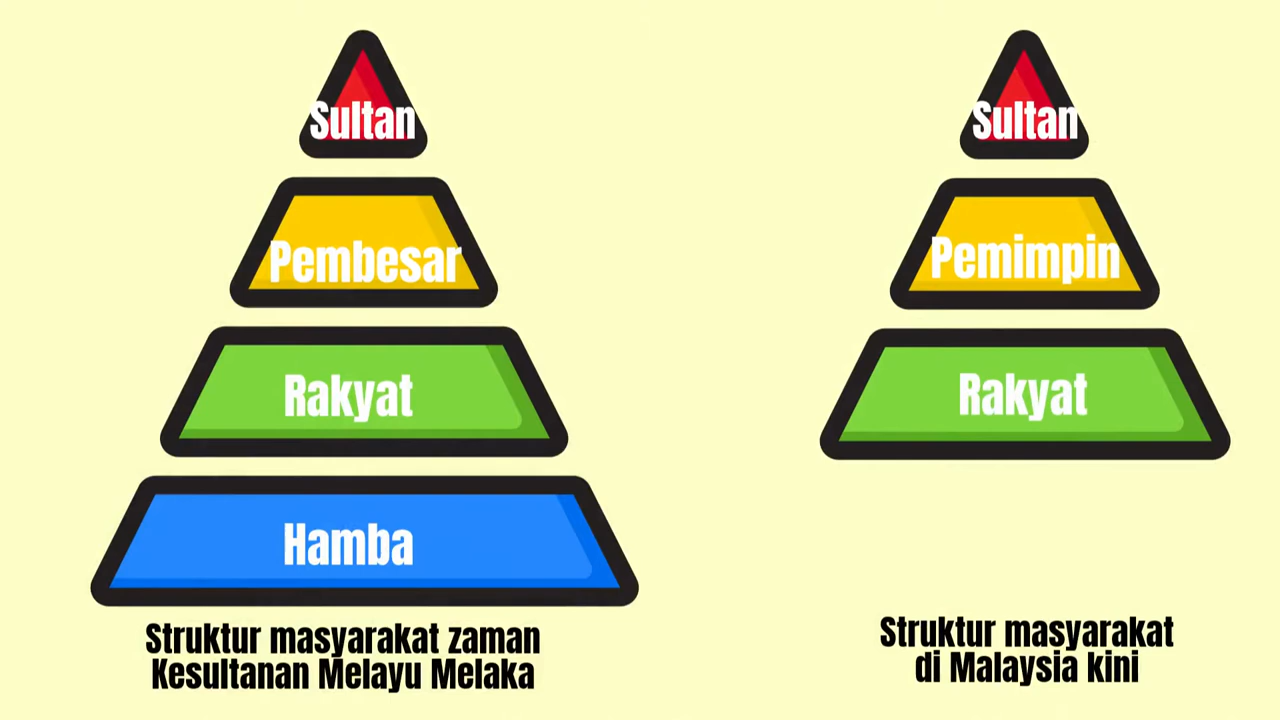 Sultan
Pembesar
Rakyat
Hamba
Struktur masyarakat zaman
Kesultanan Melayu Melaka
Sultan
Pemimpin
Rakyat
Struktur masyarakat
di Malaysia kini